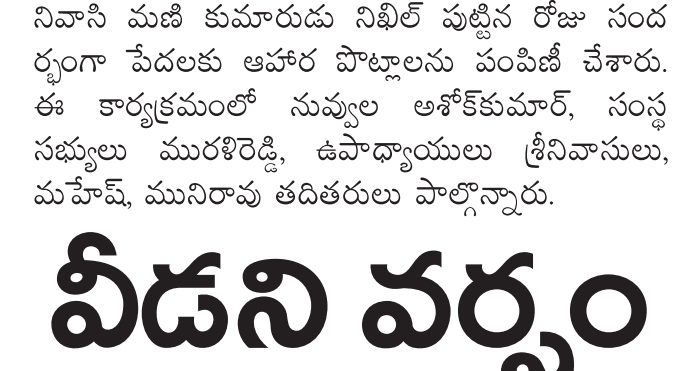 నివాసి మణి కుమారుడు నిఖిల్ పుట్టిన రోజు సంద
ర్భంగా పేదలకు ఆహార పొట్లాలను పంపిణీ చేశారు.
ఈ కార్యక్రమంలో నువ్వుల అశోక్‌కుమార్, సంస్థ
సభ్యులు మురళిరెడ్డి, ఉపాధ్యాయులు శ్రీనివాసులు,
మహేష్, మునిరావు తదితరులు పాల్గొన్నారు.
వీడని వర్షం